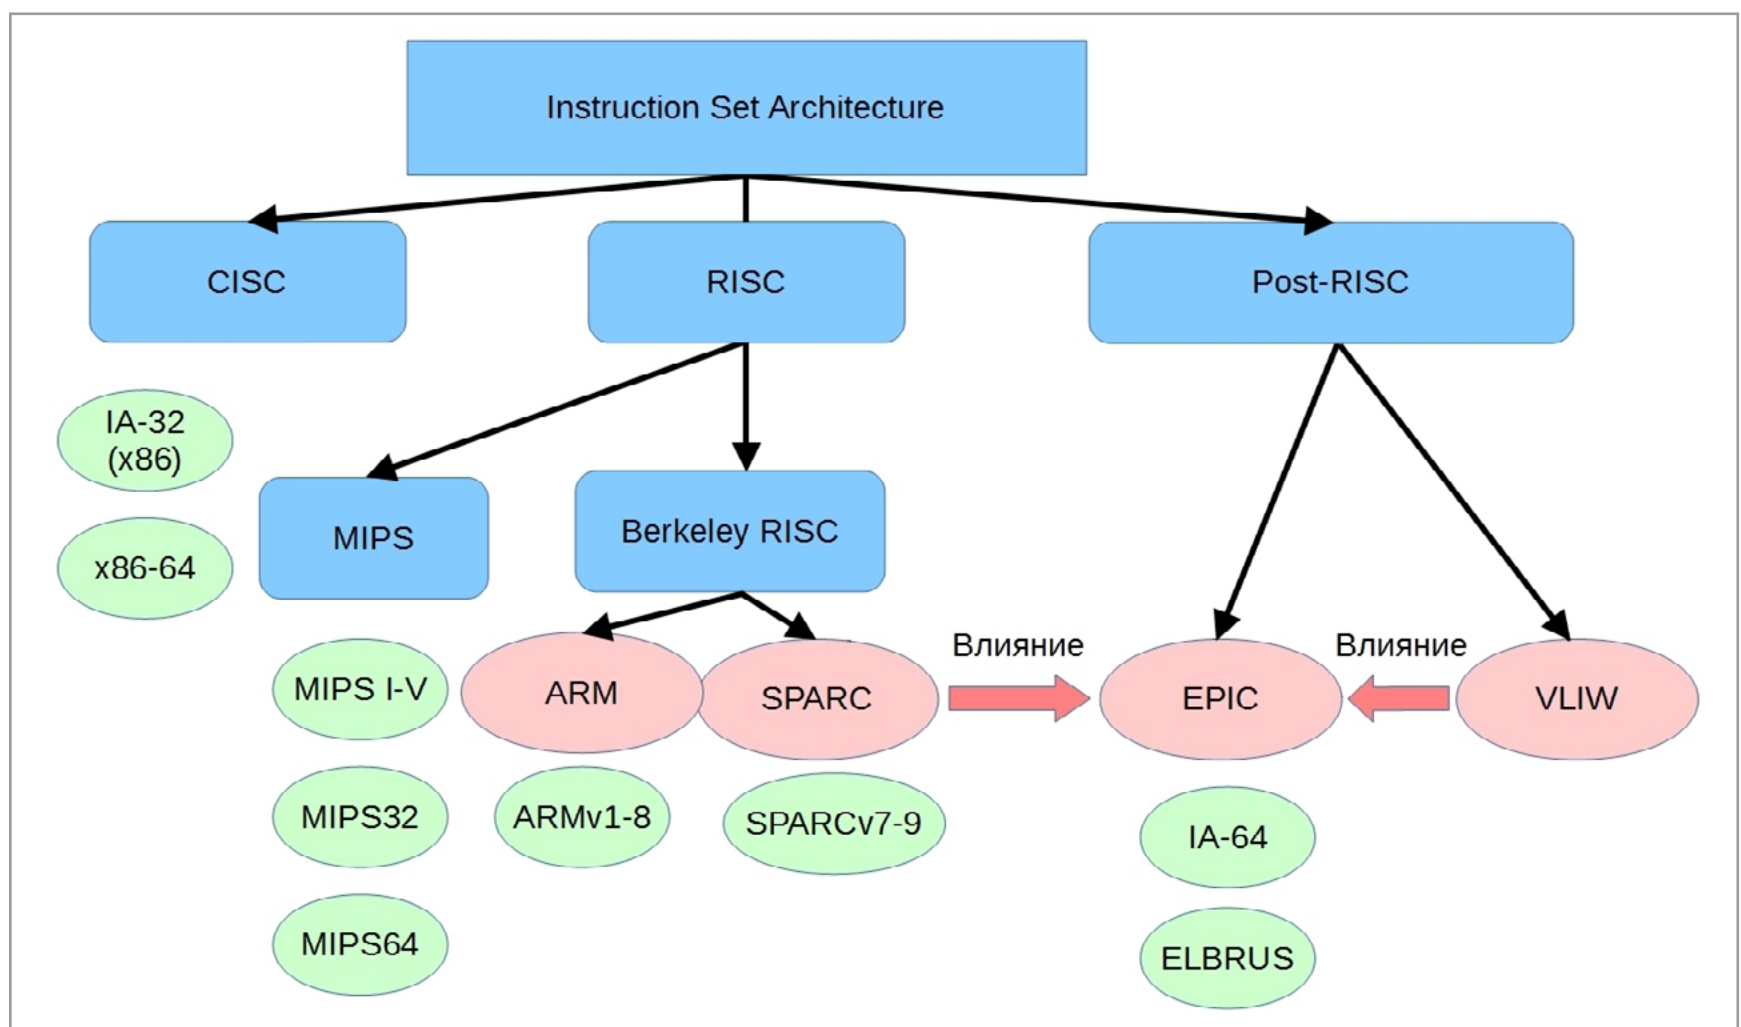 Instruction Set Architecture
CISC
RISC
Post-RISC
IA-32
(x86)
x86-64
MIPS
Berkeley RISC
MIPS I-V
ARM
SPARC
Влияние
EPIC
Влияние
VLIW
MIPS32
ARMv1-8
SPARCv7-9
IA-64
MIPS64
ELBRUS